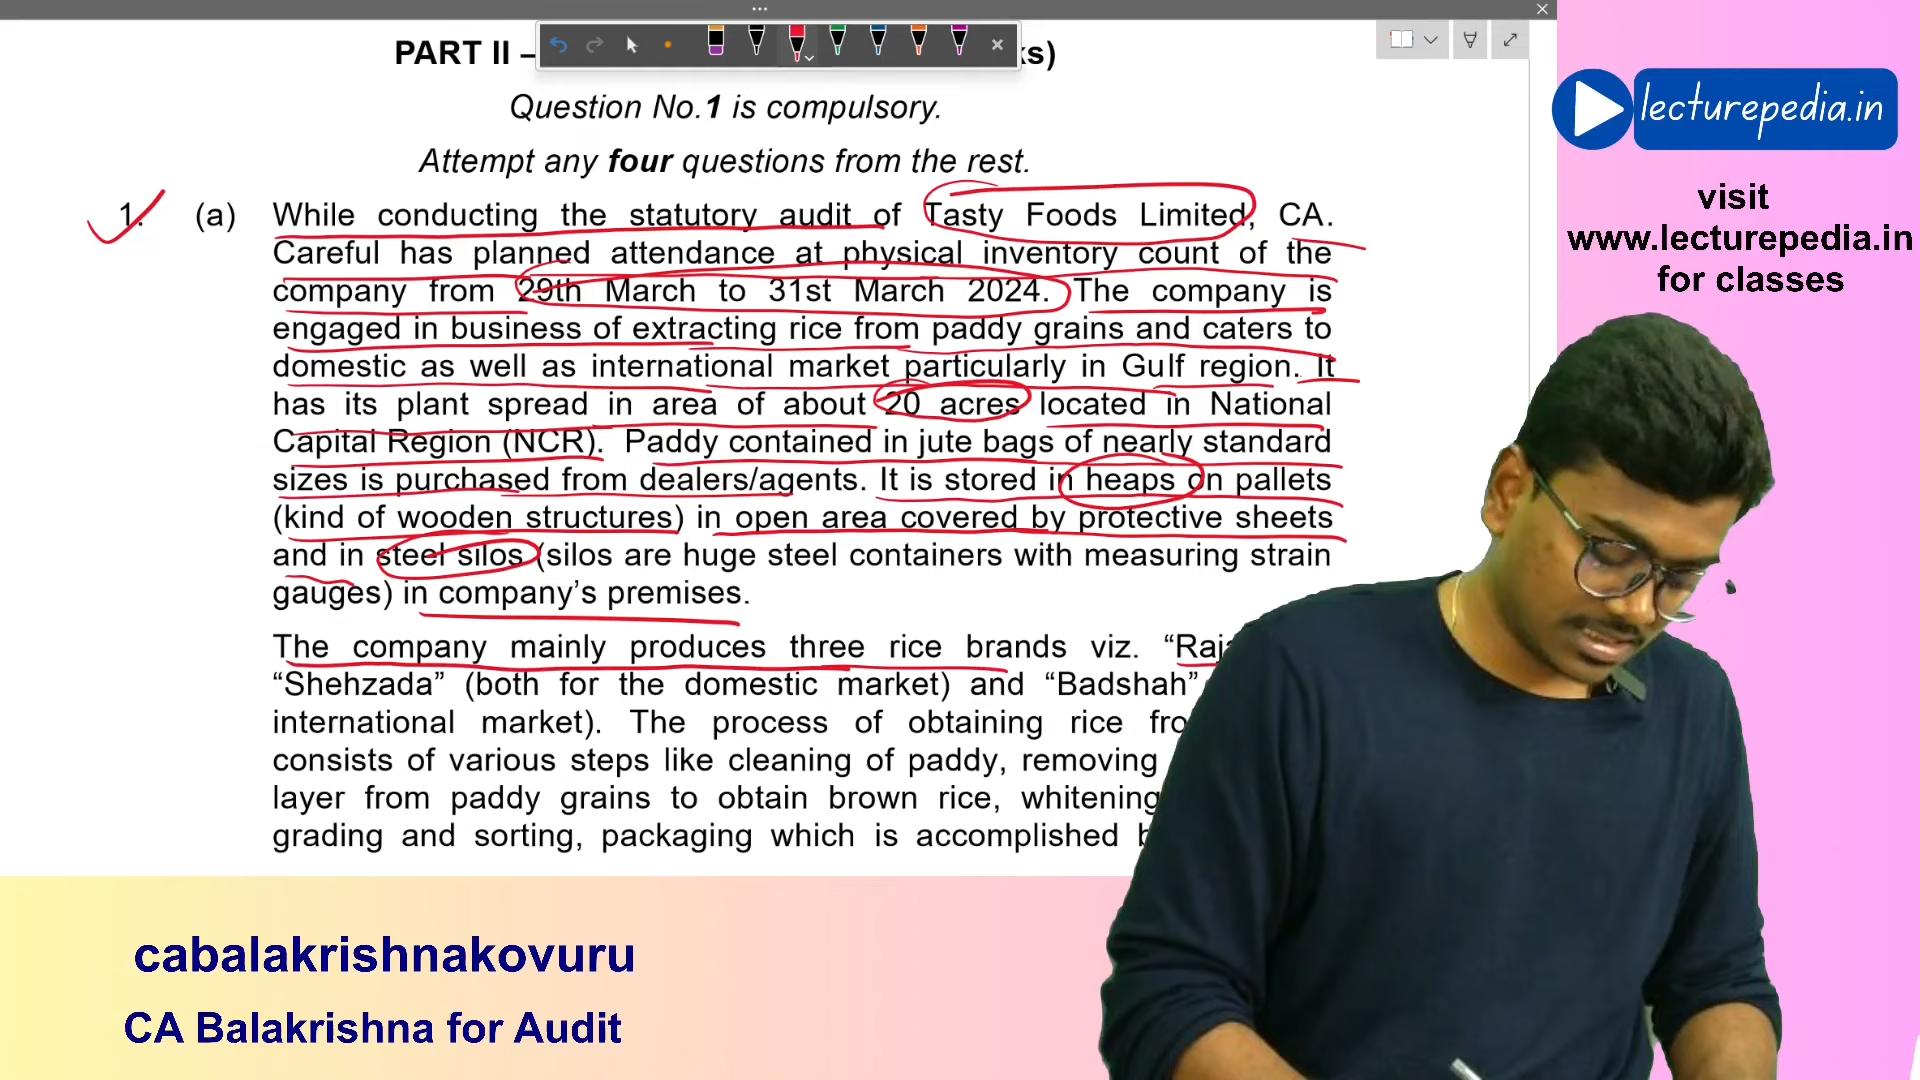 PART II –
ks)
Question No.1 is compulsory.
Attempt any four questions from the rest.
1. (a) While conducting the statutory audit of Tasty Foods Limited, CA.
Careful has planned attendance at physical inventory count of the
company from 29th March to 31st March 2024. The company is
engaged in business of extracting rice from paddy grains and caters to
domestic as well as international market particularly in Gulf region. It
has its plant spread in area of about 20 acres located in National
Capital Region (NCR). Paddy contained in jute bags of nearly standard
sizes is purchased from dealers/agents. It is stored in heaps on pallets
(kind of wooden structures) in open area covered by protective sheets
and in steel silos (silos are huge steel containers with measuring strain
gauges) in company’s premises.
The company mainly produces three rice brands viz. “Raja
“Shehzada” (both for the domestic market) and “Badshah”
international market). The process of obtaining rice
consists of various steps like cleaning of paddy, removing
layer from paddy grains to obtain brown rice, whitening
grading and sorting, packaging which is accomplished
lecturepedia.in
visit
www.lecturepedia.in
for classes
cabalakrishnakovuru
CA Balakrishna for Audit